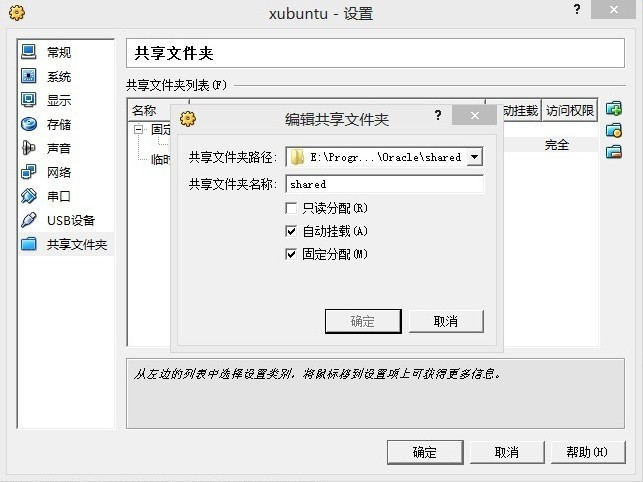 xubuntu - 设置
常规
系统
显示
存储
声音
网络
串口
USB设备
共享文件夹
共享文件夹
共享文件夹列表(F)
名称
动挂载
访问权限
固定
完全
临时
编辑共享文件夹
共享文件夹路径:
E:\Progr...\Oracle\shared
共享文件夹名称:
shared
只读分配(R)
自动挂载(A)
固定分配(M)
确定
取消
从左边的列表中选择设置类别, 将鼠标移到设置项上可获得更多信息。
确定
取消
帮助(H)